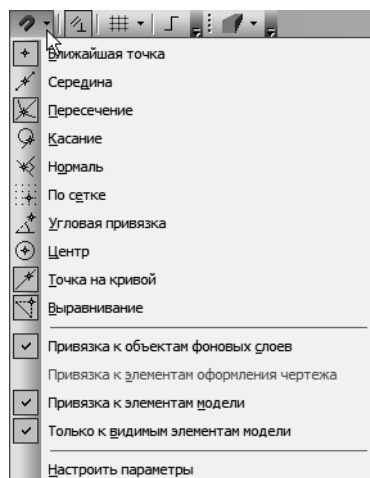 Ближайшая точка
Середина
Пересечение
Касание
Нормаль
По сетке
Угловая привязка
Центр
Точка на кривой
Выравнивание
Привязка к объектам фоновых слоев
Привязка к элементам оформления чертежа
Привязка к элементам модели
Только к видимым элементам модели
Настроить параметры